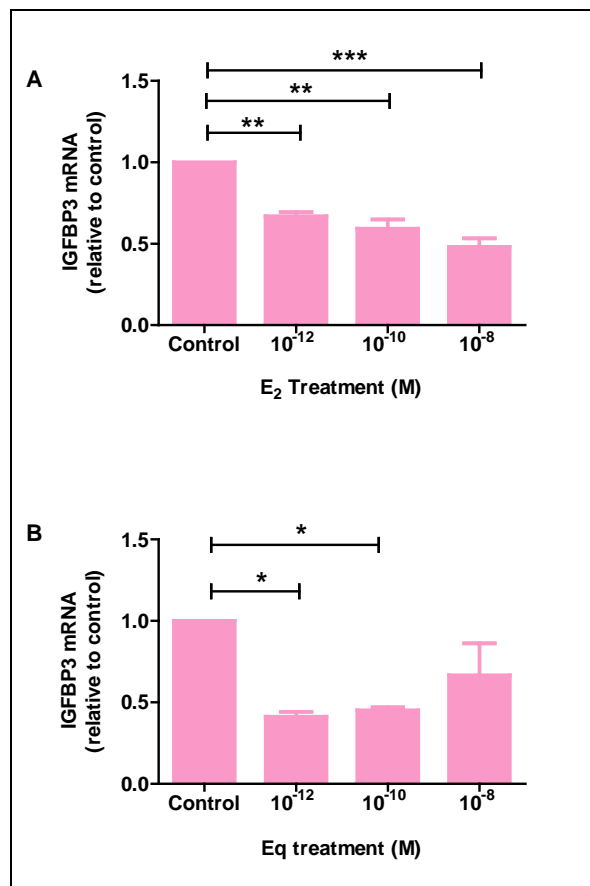 A
***
**
**
1.5
1.0
0.5
0.0
IGFBP3 mRNA
(relative to control)
Control 10⁻¹² 10⁻¹⁰ 10⁻⁸
E₂ Treatment (M)
B
*
*
1.5
1.0
0.5
0.0
IGFBP3 mRNA
(relative to control)
Control 10⁻¹² 10⁻¹⁰ 10⁻⁸
Eq treatment (M)